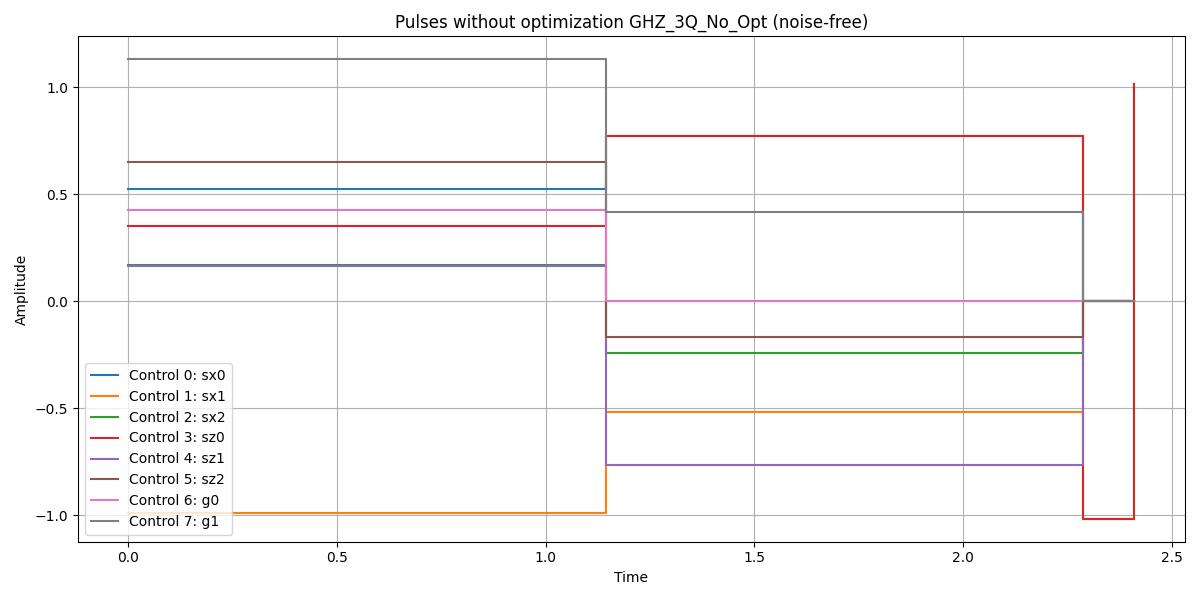 Pulses without optimization GHZ_3Q_No_Opt (noise-free)
Amplitude
1.0
0.5
0.0
−0.5
−1.0
Control 0: sx0
Control 1: sx1
Control 2: sx2
Control 3: sz0
Control 4: sz1
Control 5: sz2
Control 6: g0
Control 7: g1
0.0 0.5 1.0 1.5 2.0 2.5
Time